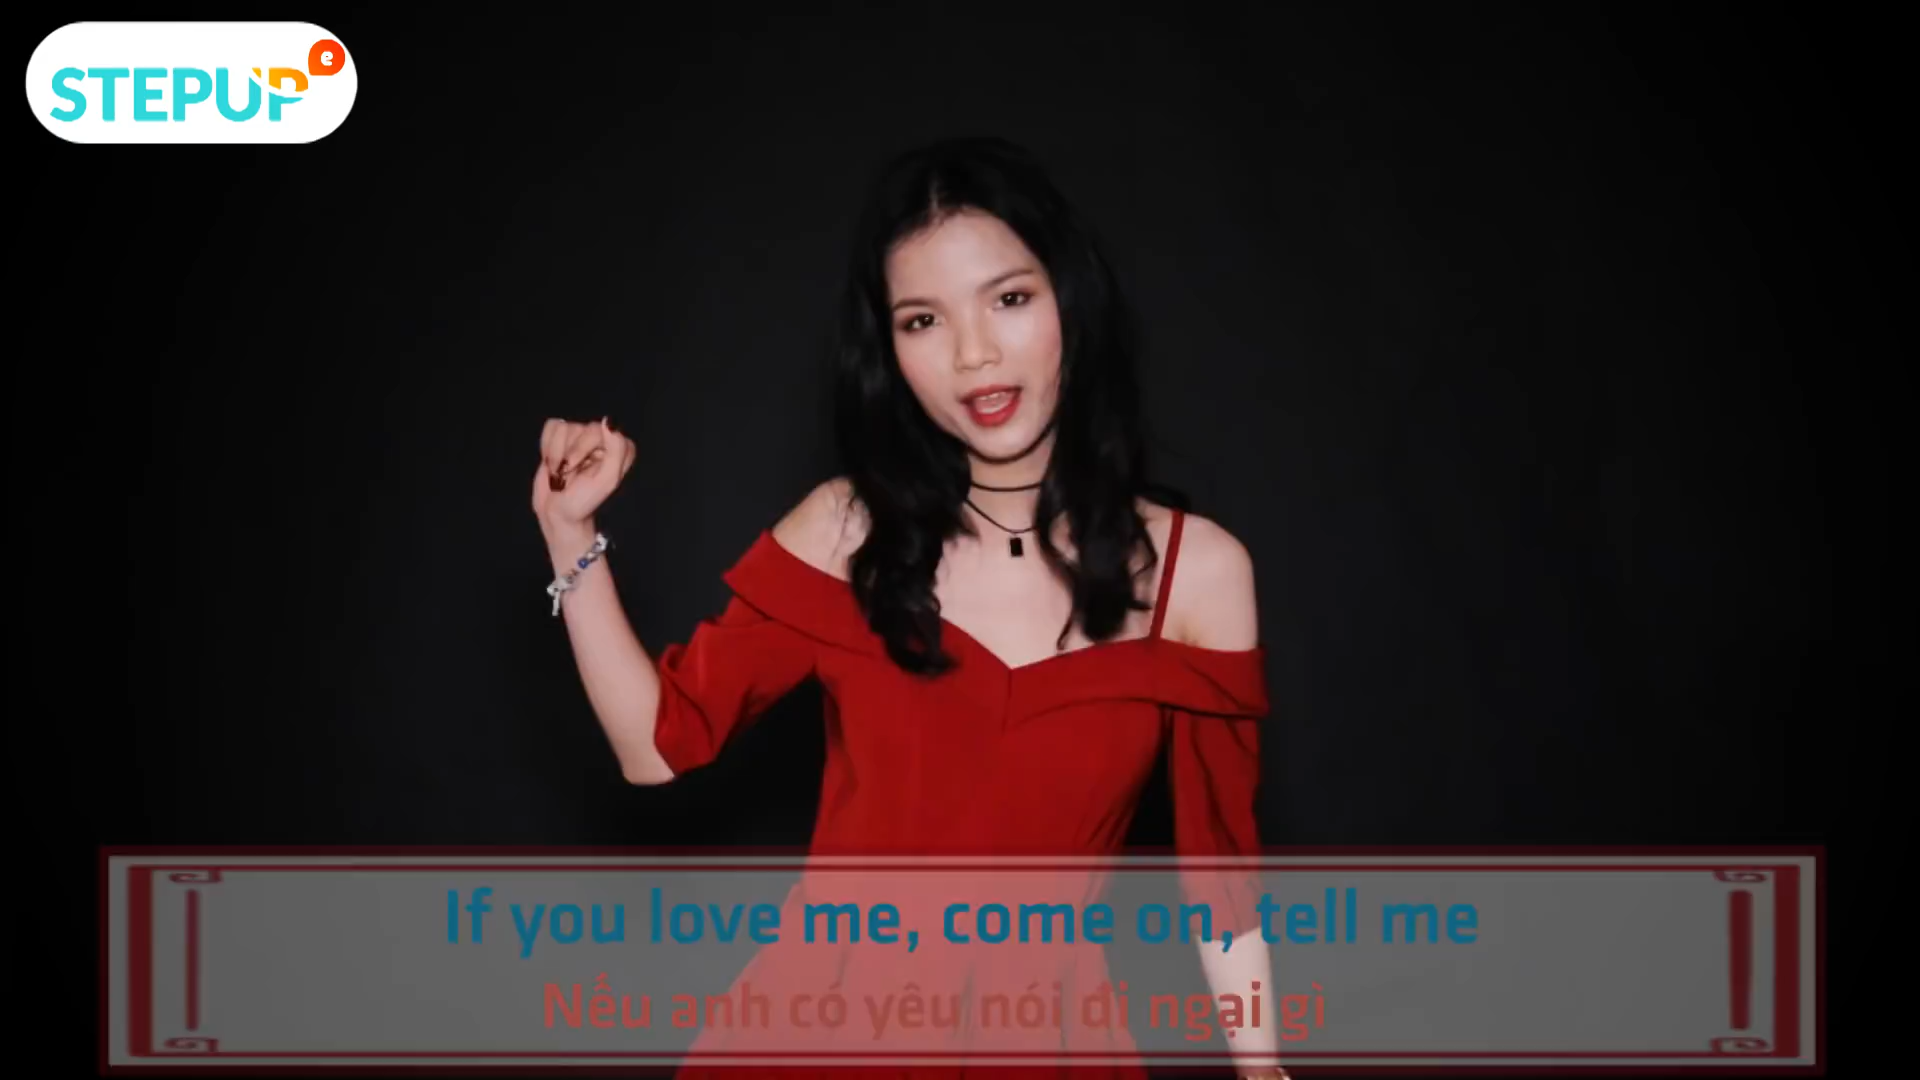 STEPUP e
If you love me, come on, tell me
Nếu anh có yêu nói đi ngại gì